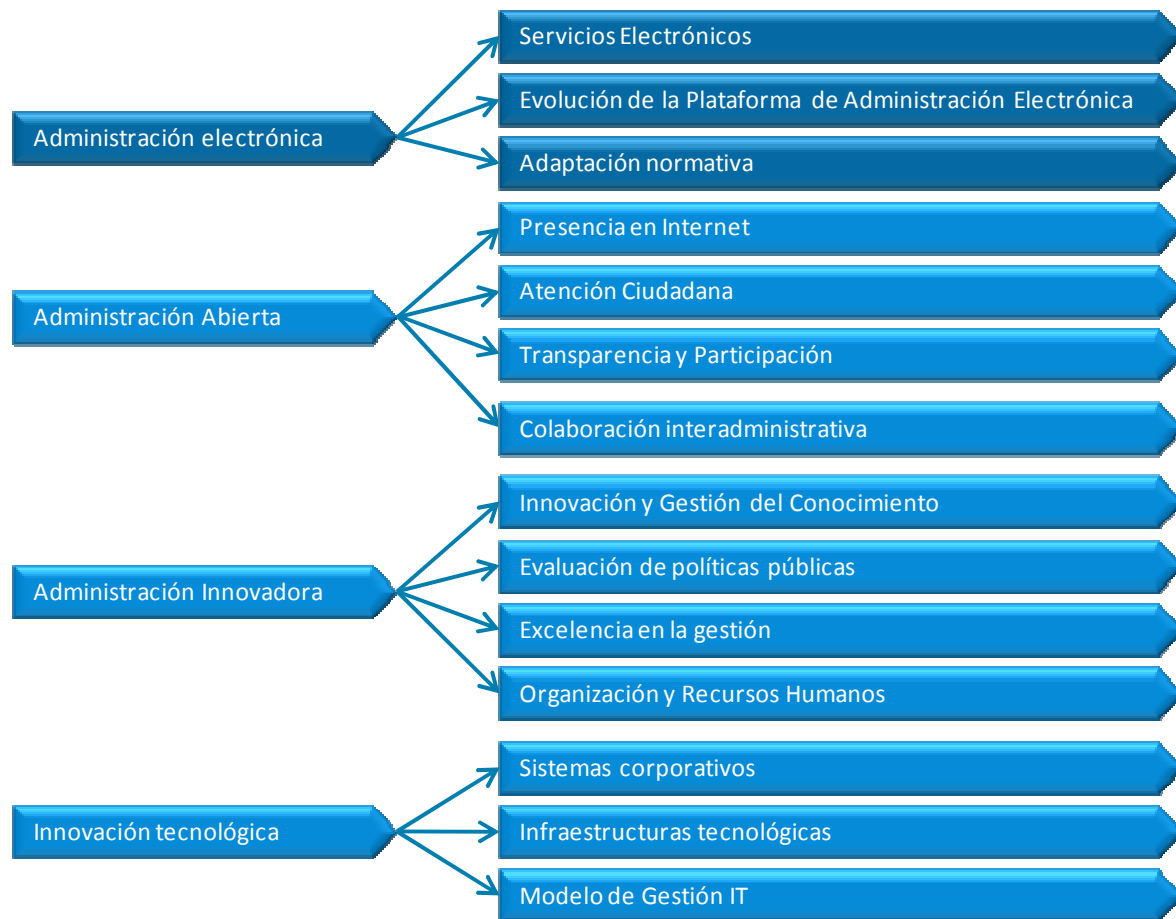 Administración electrónica
Servicios Electrónicos
Evolución de la Plataforma de Administración Electrónica
Adaptación normativa
Administración Abierta
Presencia en Internet
Atención Ciudadana
Transparencia y Participación
Colaboración interadministrativa
Administración Innovadora
Innovación y Gestión del Conocimiento
Evaluación de políticas públicas
Excelencia en la gestión
Organización y Recursos Humanos
Innovación tecnológica
Sistemas corporativos
Infraestructuras tecnológicas
Modelo de Gestión IT